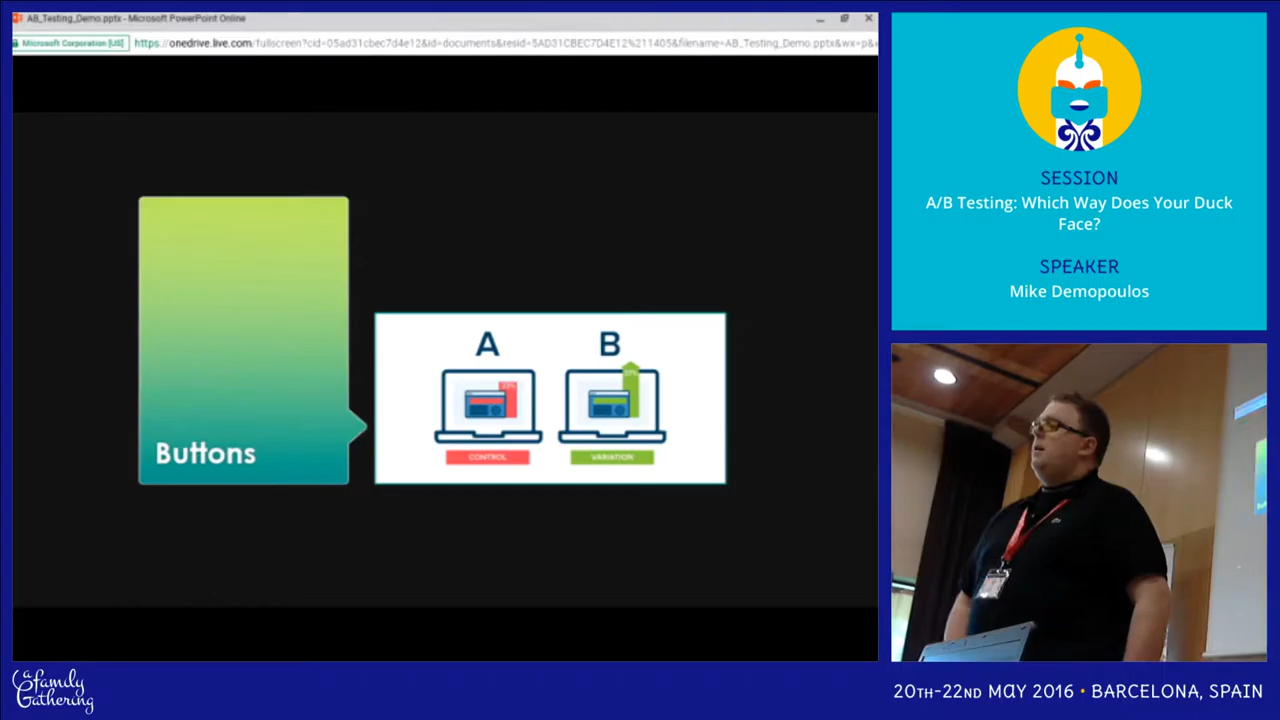 AB_Testing_Demo.pptx - Microsoft PowerPoint Online
Microsoft Corporation [US]
https://onedrive.live.com/fullscreen?cid=05ad31cbec7d4e12&id=documents&resid=5AD31CBEC7D4E12%211405&filename=AB_Testing_Demo.pptx&wx=p&
Buttons
A
B
23%
CONTROL
VARIATION
SESSION
A/B Testing: Which Way Does Your Duck
Face?
SPEAKER
Mike Demopoulos
a family
Gathering
20TH-22ND MAY 2016 • BARCELONA, SPAIN